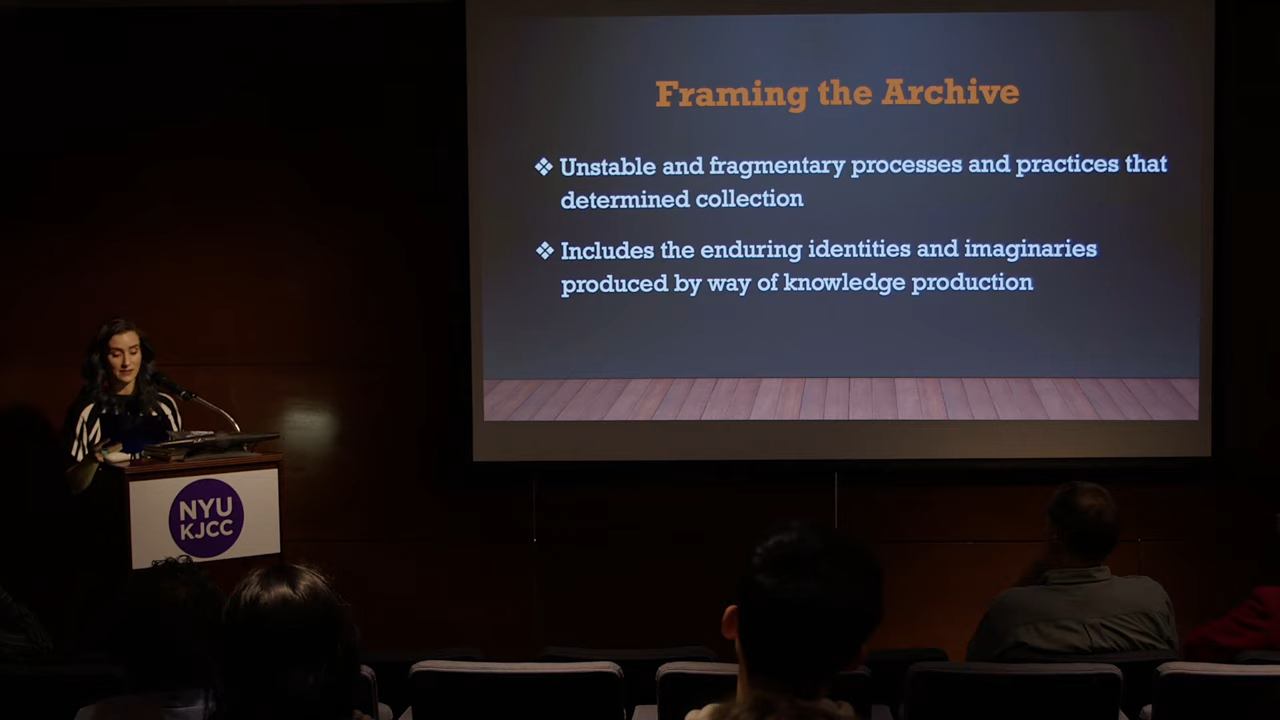 Framing the Archive
❖ Unstable and fragmentary processes and practices that
determined collection
❖ Includes the enduring identities and imaginaries
produced by way of knowledge production
NYU
KJCC